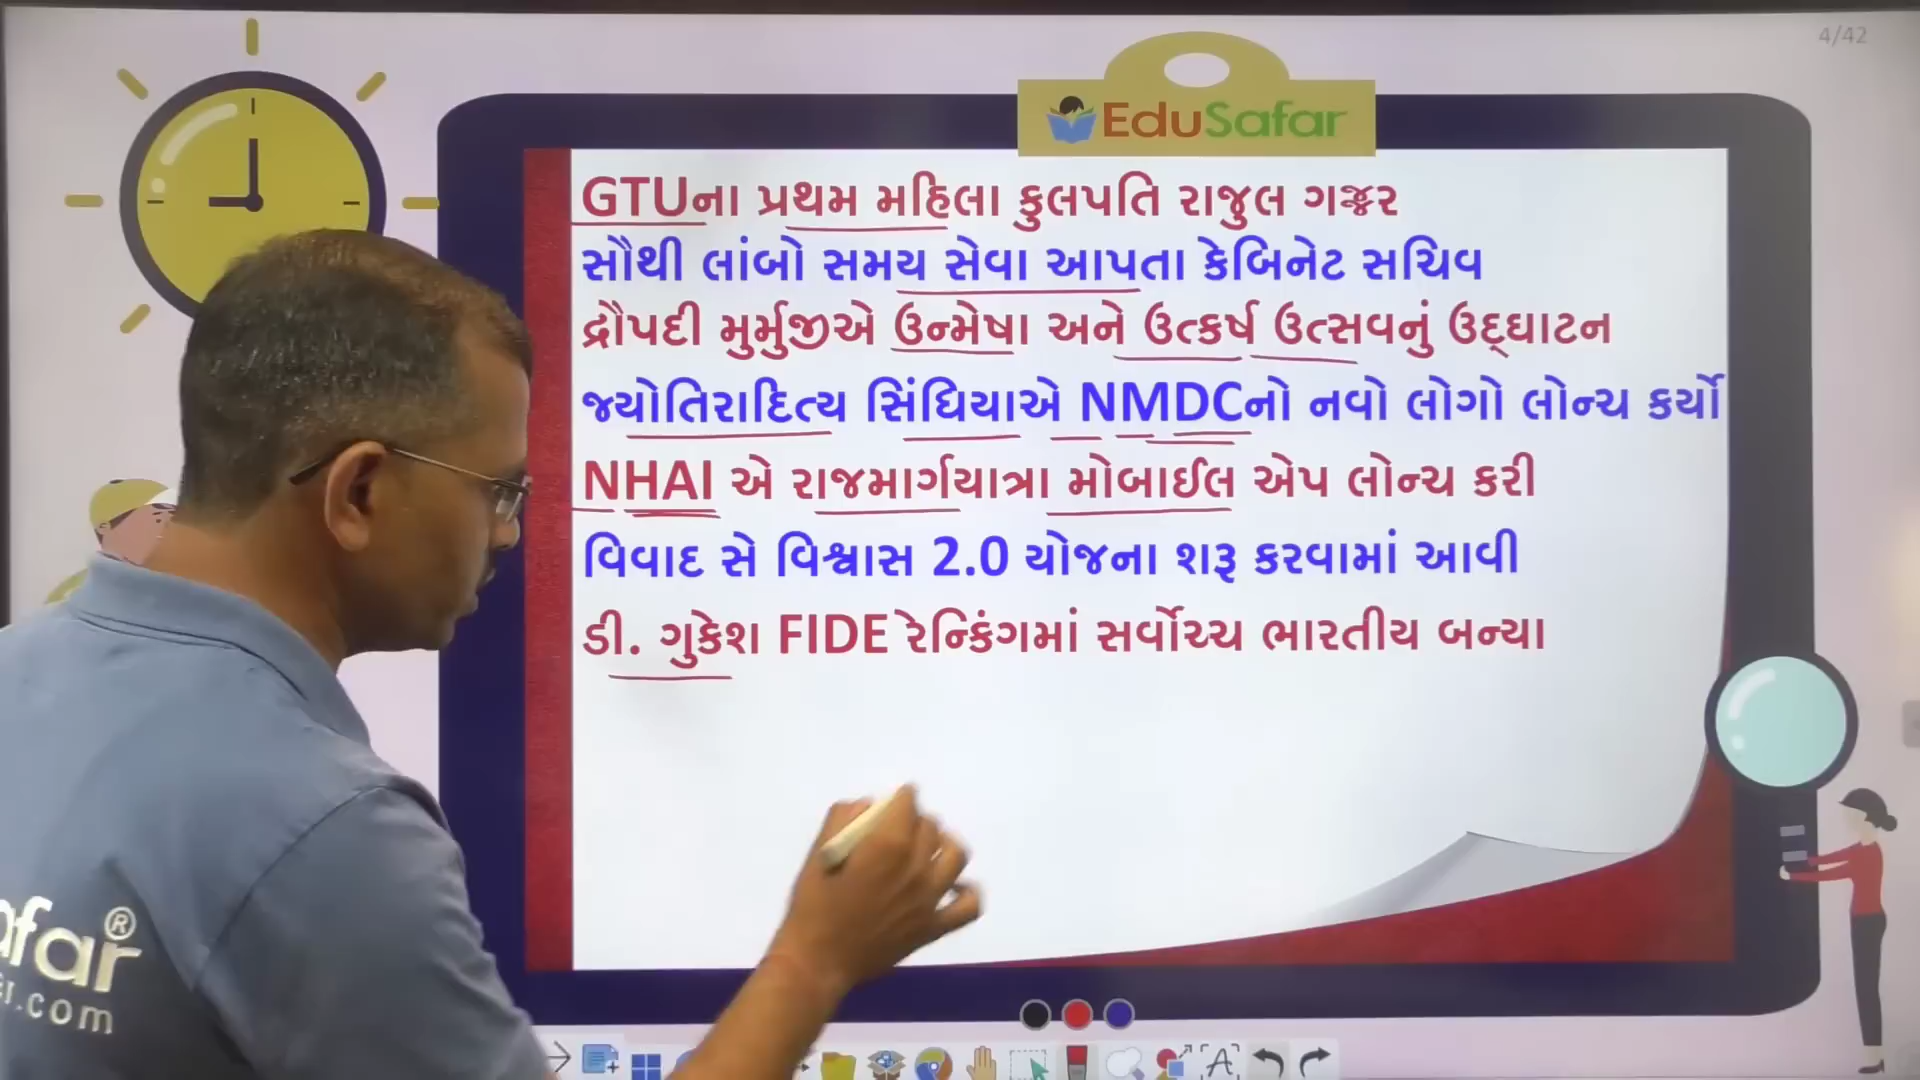 4/42
EduSafar
GTUના પ્રથમ મહિલા કુલપતિ રાજુલ ગજ્જર
સૌથી લાંબો સમય સેવા આપતા કેબિનેટ સચિવ
દ્રૌપદી મુર્મુજીએ ઉન્મેષા અને ઉત્કર્ષ ઉત્સવનું ઉદ્‌ઘાટન
જ્યોતિરાદિત્ય સિંધિયાએ NMDCનો નવો લોગો લોન્ચ કર્યો
NHAI એ રાજમાર્ગયાત્રા મોબાઈલ એપ લોન્ચ કરી
વિવાદ સે વિશ્વાસ 2.0 યોજના શરૂ કરવામાં આવી
ડી. ગુકેશ FIDE રેન્કિંગમાં સર્વોચ્ચ ભારતીય બન્યા
afar®
.com